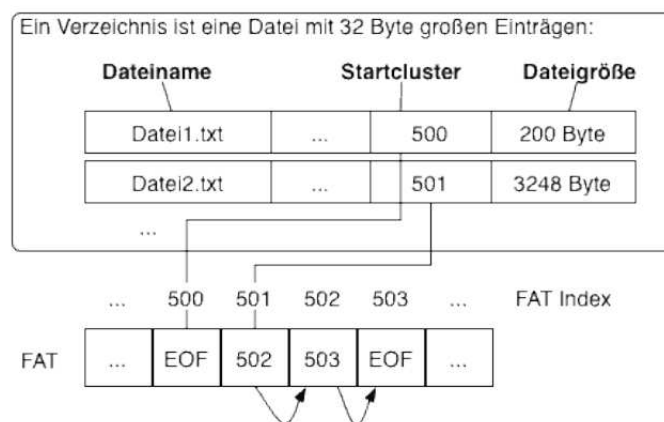 Ein Verzeichnis ist eine Datei mit 32 Byte großen Einträgen:
Dateiname Startcluster Dateigröße
Datei1.txt ... 500 200 Byte
Datei2.txt ... 501 3248 Byte
...
... 500 501 502 503 ... FAT Index
FAT ... EOF 502 503 EOF ...